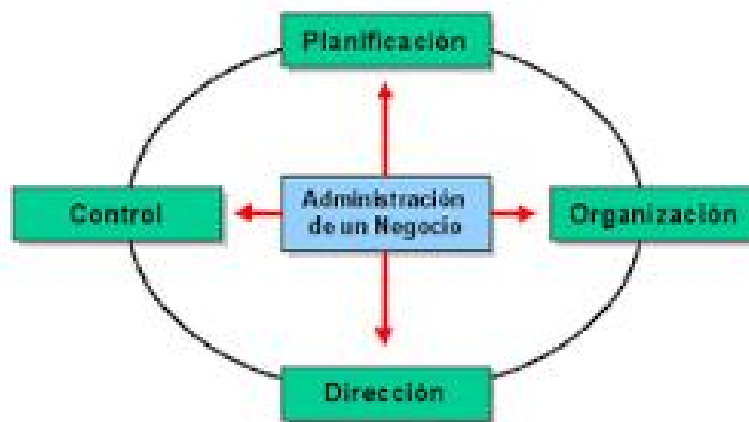 Planificación
Control
Administración
de un Negocio
Organización
Dirección